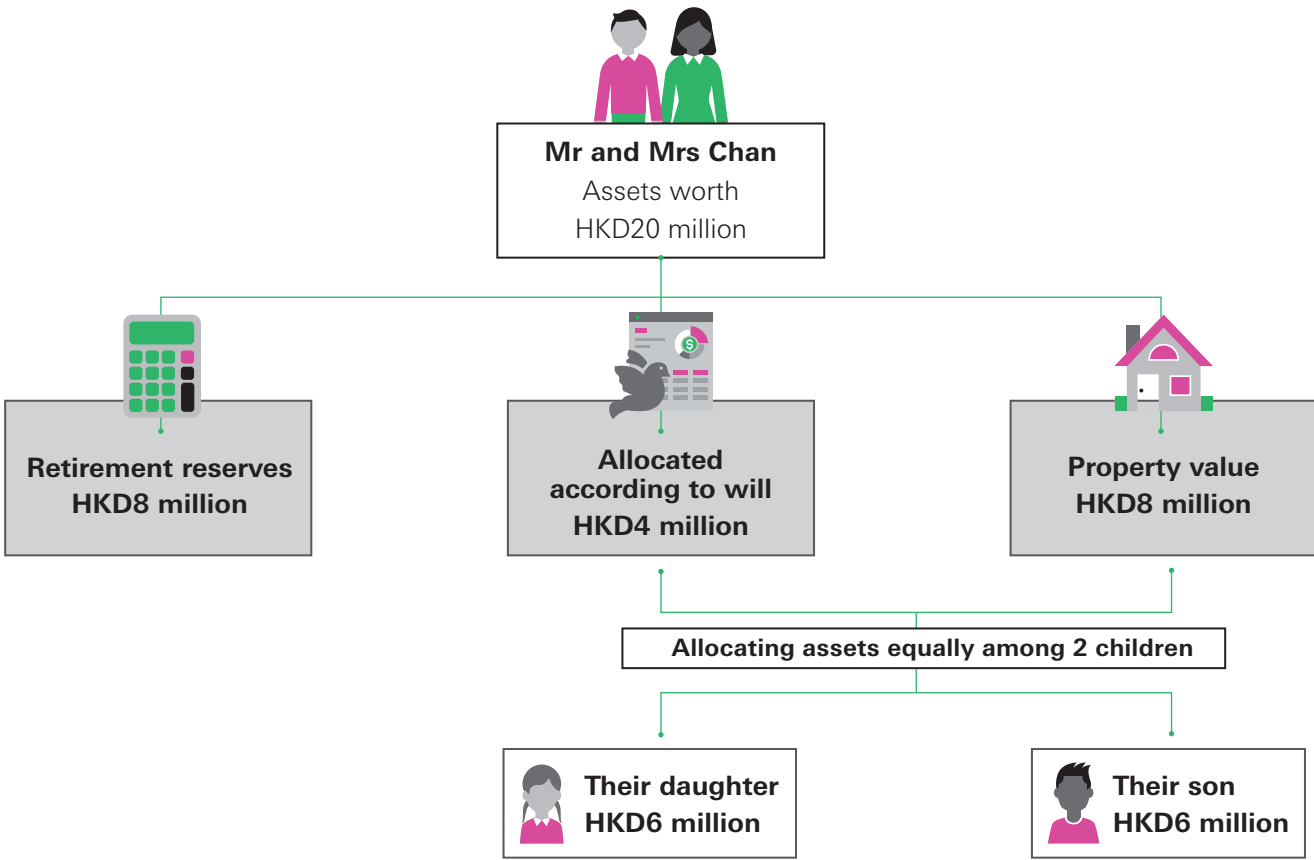 Mr and Mrs Chan
Assets worth
HKD20 million
$
Retirement reserves
HKD8 million
Allocated
according to will
HKD4 million
Property value
HKD8 million
Allocating assets equally among 2 children
Their daughter
HKD6 million
Their son
HKD6 million